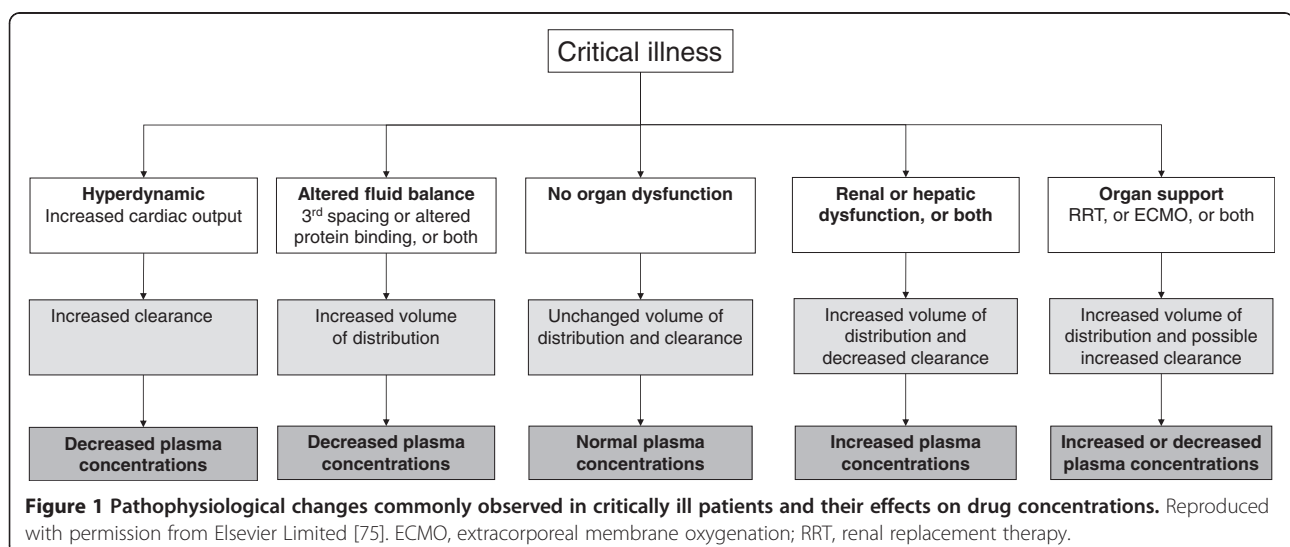 Critical illness
Hyperdynamic
Increased cardiac output
Altered fluid balance
3rd spacing or altered
protein binding, or both
No organ dysfunction
Renal or hepatic
dysfunction, or both
Organ support
RRT, or ECMO, or both
Increased clearance
Increased volume
of distribution
Unchanged volume of
distribution and clearance
Increased volume of
distribution and
decreased clearance
Increased volume of
distribution and possible
increased clearance
Decreased plasma
concentrations
Decreased plasma
concentrations
Normal plasma
concentrations
Increased plasma
concentrations
Increased or decreased
plasma concentrations
Figure 1 Pathophysiological changes commonly observed in critically ill patients and their effects on drug concentrations. Reproduced
with permission from Elsevier Limited [75]. ECMO, extracorporeal membrane oxygenation; RRT, renal replacement therapy.